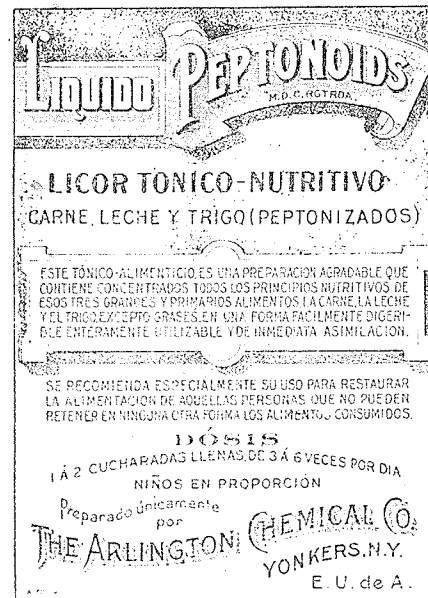 LIQUIDO PEPTONOIDS
M.D.C. RGTRDA.
LICOR TONICO-NUTRITIVO
CARNE, LECHE Y TRIGO (PEPTONIZADOS)
ESTE TÓNICO-ALIMENTICIO, ES UNA PREPARACION AGRADABLE QUE
CONTIENE CONCENTRADOS TODOS LOS PRINCIPIOS NUTRITIVOS DE
ESOS TRES GRANDES Y PRIMARIOS ALIMENTOS LA CARNE, LA LECHE
Y EL TRIGO, EXCEPTO GRASES, EN UNA FORMA FACILMENTE DIGERI-
BLE ENTERAMENTE UTILIZABLE Y DE INMEDIATA ASIMILACION.
SE RECOMIENDA ESPECIALMENTE SU USO PARA RESTAURAR
LA ALIMENTACION DE AQUELLAS PERSONAS QUE NO PUEDEN
RETENER EN NINGUNA OTRA FORMA LOS ALIMENTOS CONSUMIDOS.
DÓSIS
1 Á 2 CUCHARADAS LLENAS, DE 3 Á 6 VECES POR DIA
NIÑOS EN PROPORCIÓN
Preparado únicamente
por
THE ARLINGTON CHEMICAL CO.
YONKERS, N.Y.
E. U. de A.